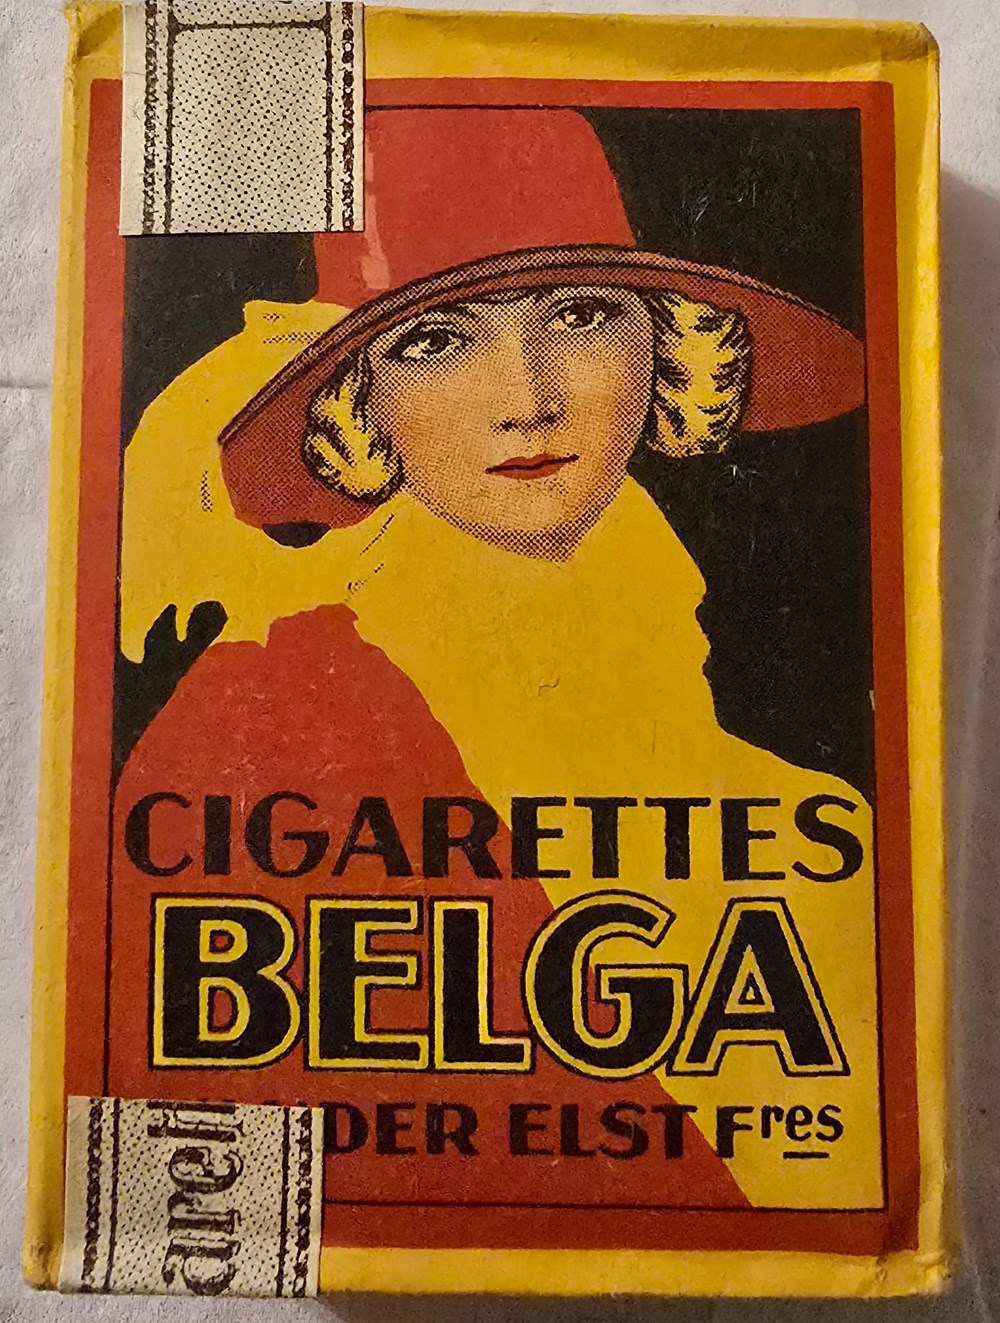 CIGARETTES
BELGA
DER ELST Fres